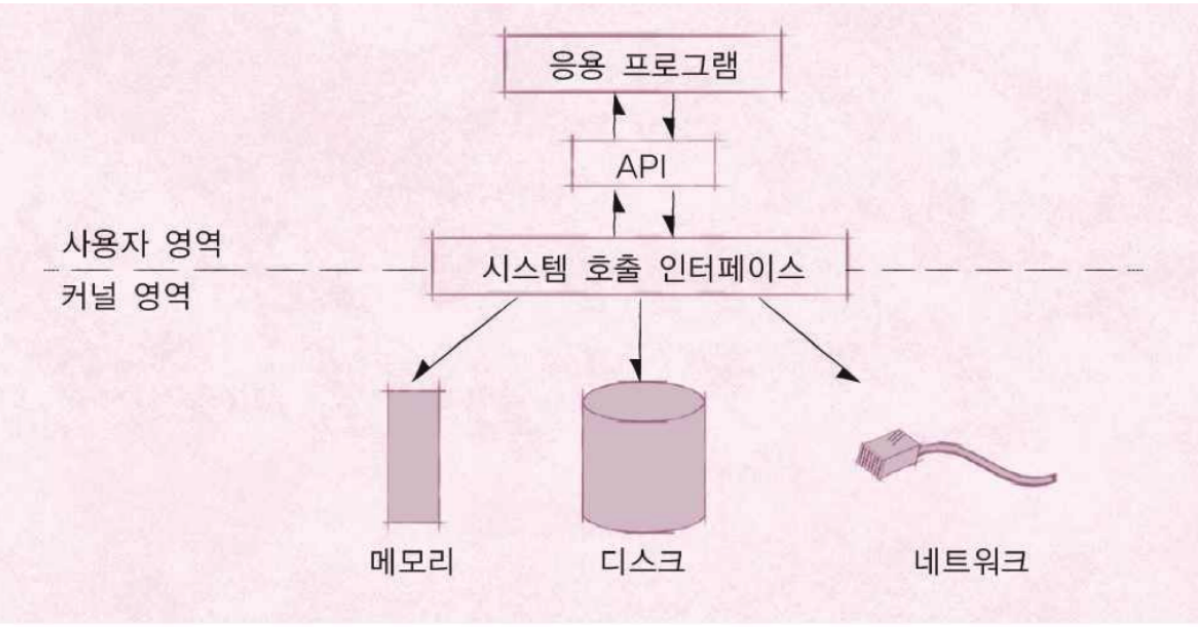 응용 프로그램
API
사용자 영역
시스템 호출 인터페이스
커널 영역
메모리
디스크
네트워크